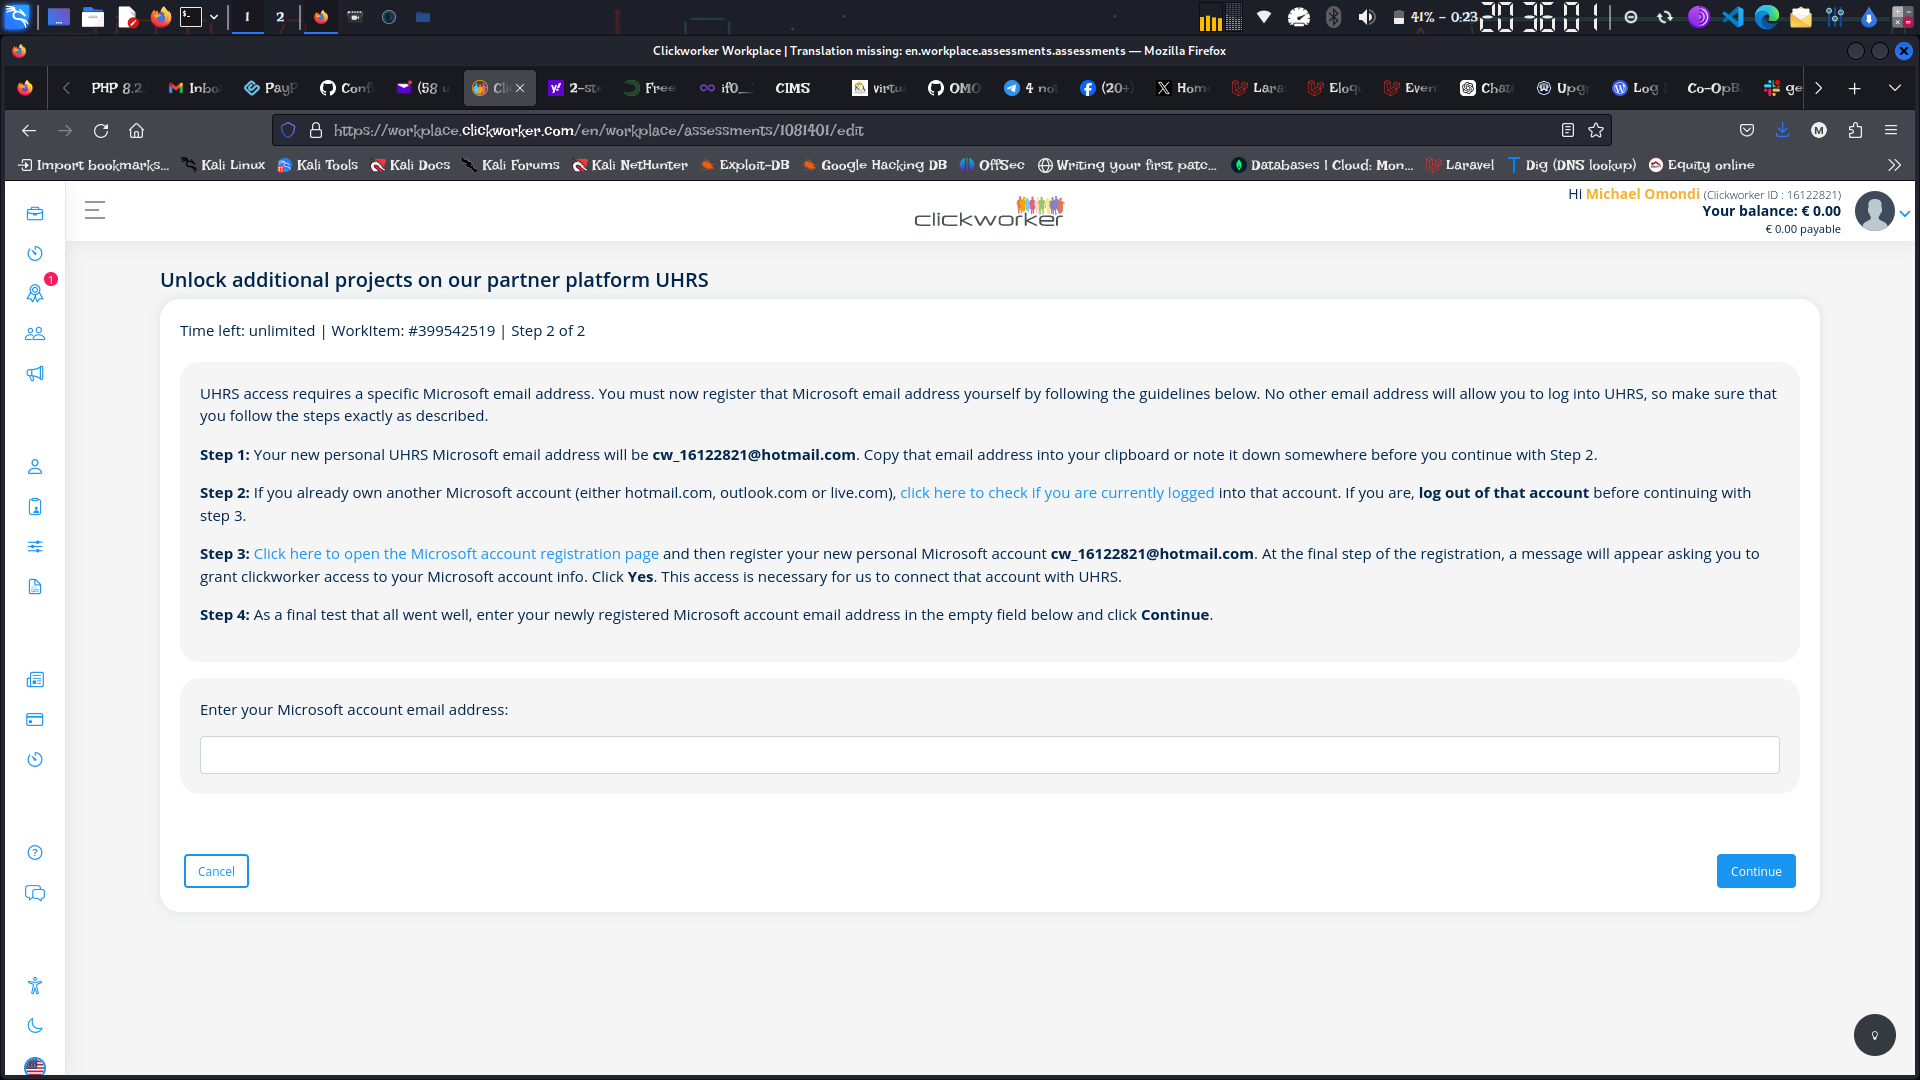 1
2
41% - 0:23
20 36 01
Clickworker Workplace | Translation missing: en.workplace.assessments.assessments — Mozilla Firefox
PHP 8.2
Inbo
PayP
Conf
(58 u
Cli
2-ste
Free
if0_
CIMS
virtu
OMO
4 not
(20+
Hom
Lara
Eloq
Even
Chat
Upgr
Log
Co-OpB
ge
https://workplace.clickworker.com/en/workplace/assessments/1081401/edit
M
Import bookmarks...
Kali Linux
Kali Tools
Kali Docs
Kali Forums
Kali NetHunter
Exploit-DB
Google Hacking DB
OffSec
Writing your first patc...
Databases | Cloud: Mon...
Laravel
Dig (DNS lookup)
Equity online
clickworker
Hi Michael Omondi (Clickworker ID : 16122821)
Your balance: € 0.00
€ 0.00 payable
1
Unlock additional projects on our partner platform UHRS
Time left: unlimited | WorkItem: #399542519 | Step 2 of 2
UHRS access requires a specific Microsoft email address. You must now register that Microsoft email address yourself by following the guidelines below. No other email address will allow you to log into UHRS, so make sure that
you follow the steps exactly as described.
Step 1: Your new personal UHRS Microsoft email address will be cw_16122821@hotmail.com. Copy that email address into your clipboard or note it down somewhere before you continue with Step 2.
Step 2: If you already own another Microsoft account (either hotmail.com, outlook.com or live.com), click here to check if you are currently logged into that account. If you are, log out of that account before continuing with
step 3.
Step 3: Click here to open the Microsoft account registration page and then register your new personal Microsoft account cw_16122821@hotmail.com. At the final step of the registration, a message will appear asking you to
grant clickworker access to your Microsoft account info. Click Yes. This access is necessary for us to connect that account with UHRS.
Step 4: As a final test that all went well, enter your newly registered Microsoft account email address in the empty field below and click Continue.
Enter your Microsoft account email address:
Cancel
Continue